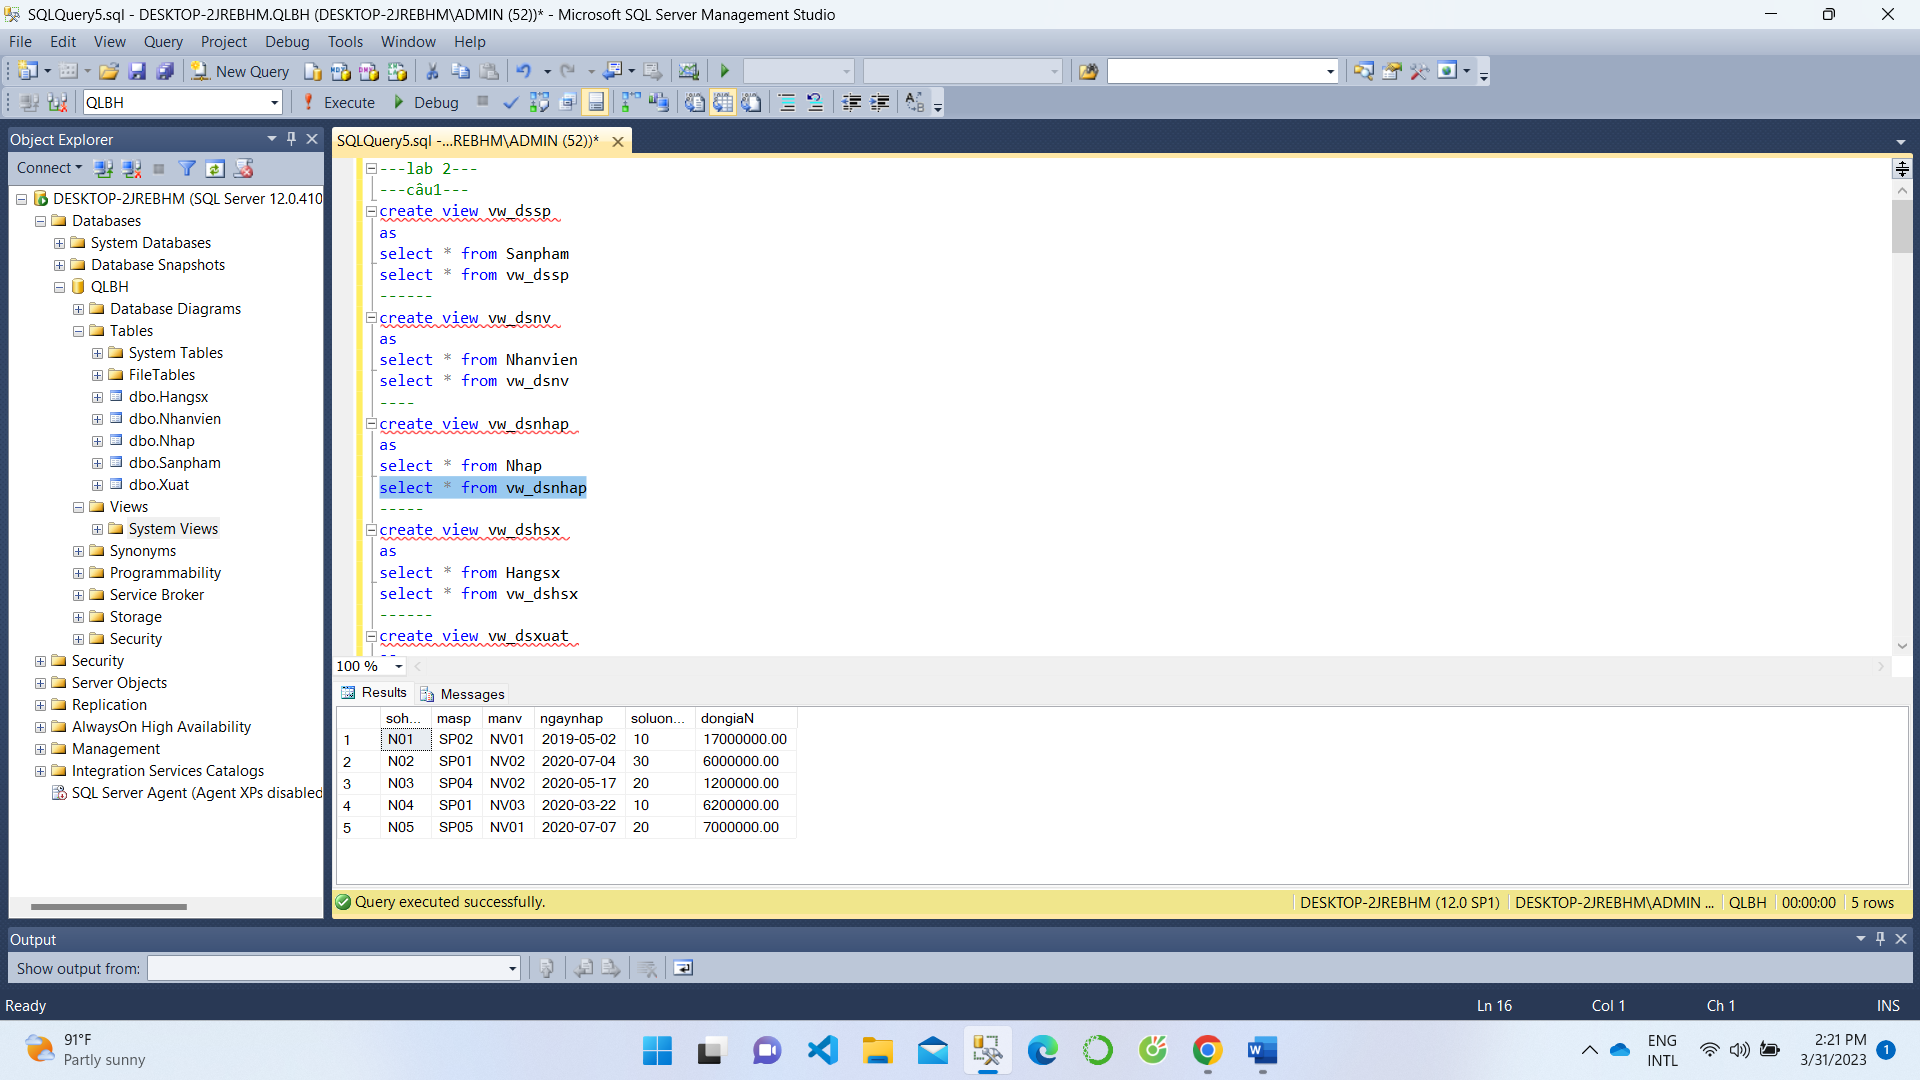 SQLQuery5.sql - DESKTOP-2JREBHM.QLBH (DESKTOP-2JREBHM\ADMIN (52))* - Microsoft SQL Server Management Studio
File Edit View Query Project Debug Tools Window Help
New Query
QLBH Execute Debug
Object Explorer
Connect
DESKTOP-2JREBHM (SQL Server 12.0.410
Databases
System Databases
Database Snapshots
QLBH
Database Diagrams
Tables
System Tables
FileTables
dbo.Hangsx
dbo.Nhanvien
dbo.Nhap
dbo.Sanpham
dbo.Xuat
Views
System Views
Synonyms
Programmability
Service Broker
Storage
Security
Security
Server Objects
Replication
AlwaysOn High Availability
Management
Integration Services Catalogs
SQL Server Agent (Agent XPs disabled
SQLQuery5.sql -...REBHM\ADMIN (52))*
---lab 2---
---câu1---
create view vw_dssp
as
select * from Sanpham
select * from vw_dssp
------
create view vw_dsnv
as
select * from Nhanvien
select * from vw_dsnv
----
create view vw_dsnhap
as
select * from Nhap
select * from vw_dsnhap
-----
create view vw_dshsx
as
select * from Hangsx
select * from vw_dshsx
------
create view vw_dsxuat
100 %
Results Messages
soh... masp manv ngaynhap soluon... dongiaN
1 N01 SP02 NV01 2019-05-02 10 17000000.00
2 N02 SP01 NV02 2020-07-04 30 6000000.00
3 N03 SP04 NV02 2020-05-17 20 1200000.00
4 N04 SP01 NV03 2020-03-22 10 6200000.00
5 N05 SP05 NV01 2020-07-07 20 7000000.00
Query executed successfully. DESKTOP-2JREBHM (12.0 SP1) DESKTOP-2JREBHM\ADMIN ... QLBH 00:00:00 5 rows
Output
Show output from:
Ready Ln 16 Col 1 Ch 1 INS
91°F
Partly sunny
ENG
INTL
2:21 PM
3/31/2023
1